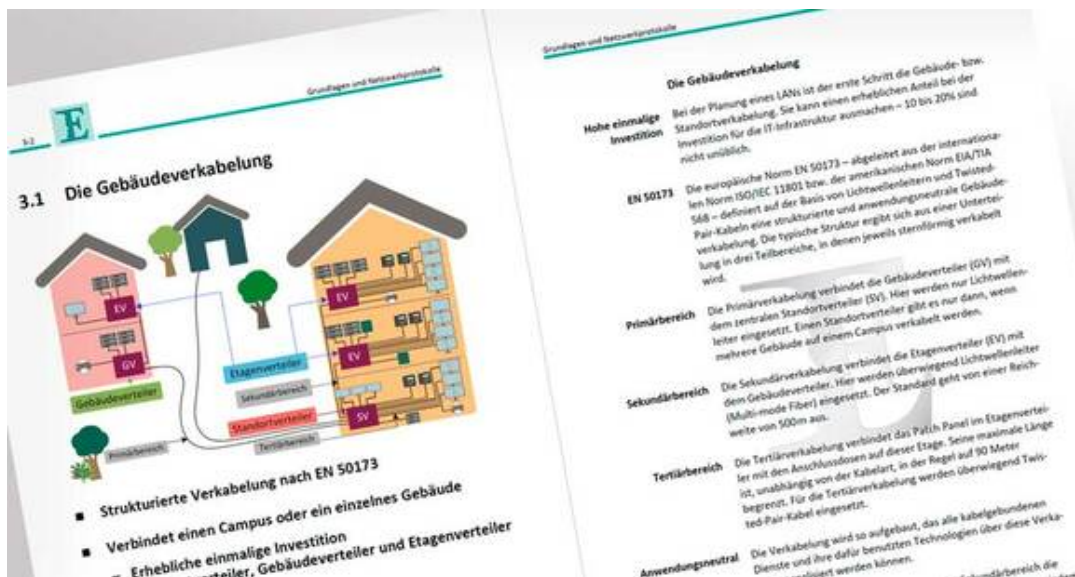 Grundlagen und Netzwerkprotokolle
3-2
E
3.1 Die Gebäudeverkabelung
EV
GV
Gebäudeverteiler
Primärbereich
EV
EV
SV
Etagenverteiler
Sekundärbereich
Standortverteiler
Tertiärbereich
■ Strukturierte Verkabelung nach EN 50173
■ Verbindet einen Campus oder ein einzelnes Gebäude
– Erhebliche einmalige Investition
Gebäudeverteiler und Etagenverteiler
Grundlagen und Netzwerkprotokolle
Die Gebäudeverkabelung
Hohe einmalige
Investition
Bei der Planung eines LANs ist der erste Schritt die Gebäude- bzw.
Standortverkabelung. Sie kann einen erheblichen Anteil bei der
Investition für die IT-Infrastruktur ausmachen – 10 bis 20% sind
nicht unüblich.
EN 50173
Die europäische Norm EN 50173 – abgeleitet aus der internationa-
len Norm ISO/IEC 11801 bzw. der amerikanischen Norm EIA/TIA
568 – definiert auf der Basis von Lichtwellenleitern und Twisted-
Pair-Kabeln eine strukturierte und anwendungsneutrale Gebäude-
verkabelung. Die typische Struktur ergibt sich aus einer Untertei-
lung in drei Teilbereiche, in denen jeweils sternförmig verkabelt
wird.
Primärbereich
Die Primärverkabelung verbindet die Gebäudeverteiler (GV) mit
dem zentralen Standortverteiler (SV). Hier werden nur Lichtwellen-
leiter eingesetzt. Einen Standortverteiler gibt es nur dann, wenn
mehrere Gebäude auf einem Campus verkabelt werden.
Sekundärbereich
Die Sekundärverkabelung verbindet die Etagenverteiler (EV) mit
dem Gebäudeverteiler. Hier werden überwiegend Lichtwellenleiter
(Multi-mode Fiber) eingesetzt. Der Standard geht von einer Reich-
weite von 500m aus.
Tertiärbereich
Die Tertiärverkabelung verbindet das Patch Panel im Etagenvertei-
ler mit den Anschlussdosen auf dieser Etage. Seine maximale Länge
ist, unabhängig von der Kabelart, in der Regel auf 90 Meter
begrenzt. Für die Tertiärverkabelung werden überwiegend Twis-
ted-Pair-Kabel eingesetzt.
Anwendungsneutral
Die Verkabelung wird so aufgebaut, das alle kabelgebundenen
Dienste und ihre dafür benutzten Technologien über diese Verka-
werden können.
die